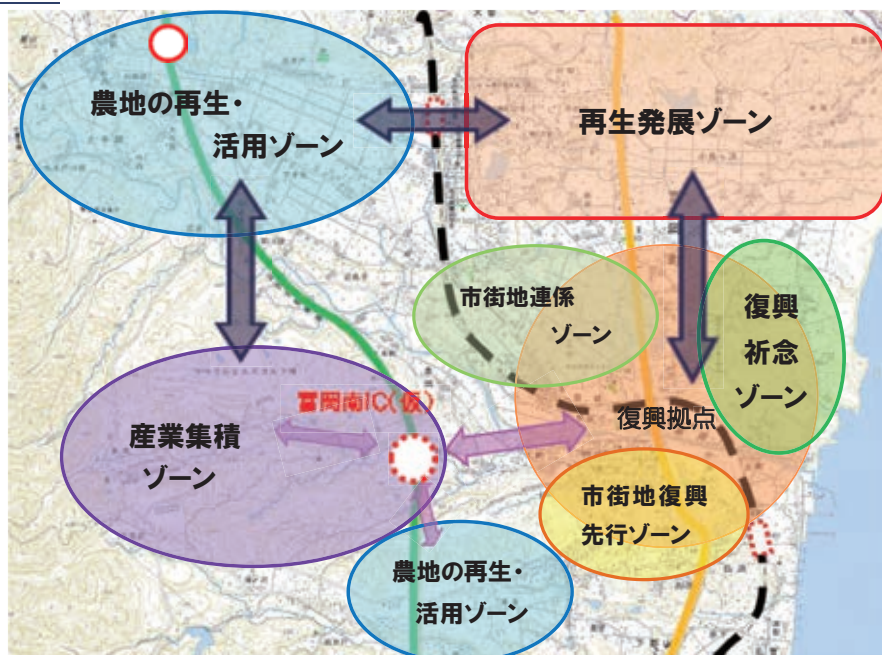 農地の再生・
活用ゾーン
再生発展ゾーン
市街地連係
ゾーン
復興
祈念
ゾーン
富岡南IC(仮)
産業集積
ゾーン
復興拠点
市街地復興
先行ゾーン
農地の再生・
活用ゾーン